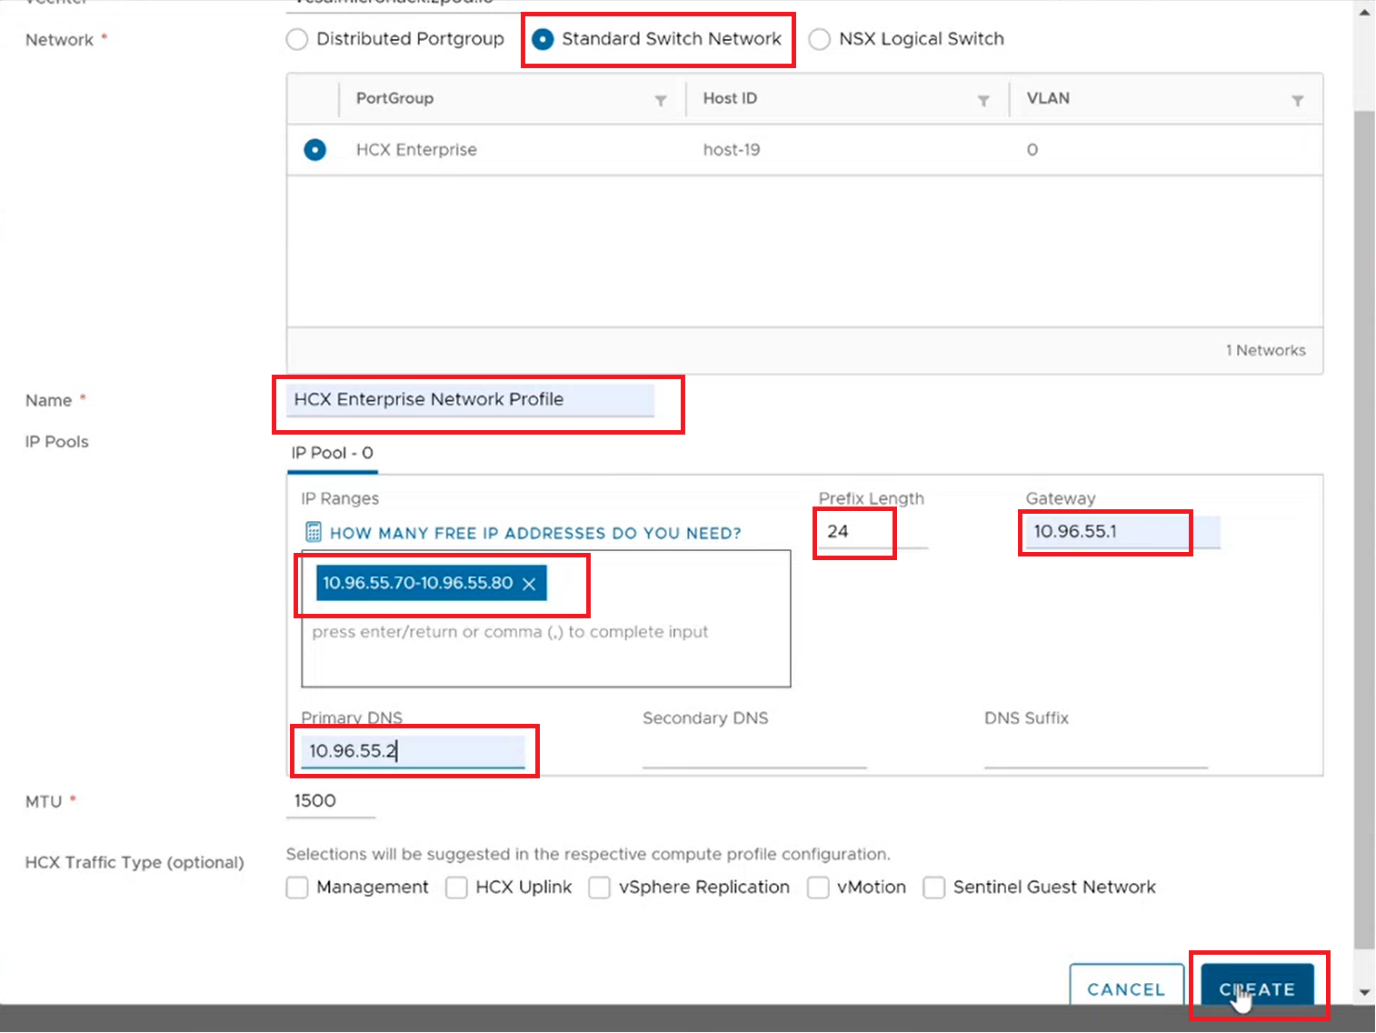 Network *
Distributed Portgroup
Standard Switch Network
NSX Logical Switch
PortGroup
Host ID
VLAN
HCX Enterprise
host-19
0
1 Networks
Name *
HCX Enterprise Network Profile
IP Pools
IP Pool - 0
IP Ranges
Prefix Length
Gateway
HOW MANY FREE IP ADDRESSES DO YOU NEED?
24
10.96.55.1
10.96.55.70-10.96.55.80
press enter/return or comma (,) to complete input
Primary DNS
Secondary DNS
DNS Suffix
10.96.55.2
MTU *
1500
HCX Traffic Type (optional)
Selections will be suggested in the respective compute profile configuration.
Management
HCX Uplink
vSphere Replication
vMotion
Sentinel Guest Network
CANCEL
CREATE